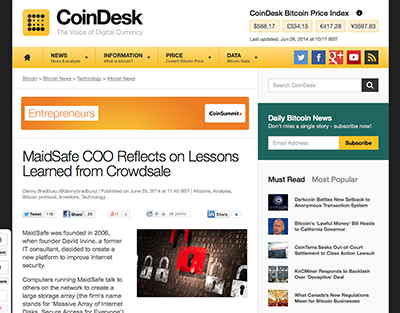 CoinDesk
The Voice of Digital Currency
CoinDesk Bitcoin Price Index
$568.17 £334.15 €417.28 ¥3597.83
Last updated: Jun 26, 2014 at 10:17 BST
NEWS
News & analysis
INFORMATION
What is bitcoin?
PRICE
Current Bitcoin Price
DATA
Bitcoin Stats
Bitcoin > Bitcoin News > Technology > Altcoin News
Search CoinDesk
Entrepreneurs
CoinSummit
Daily Bitcoin News
Don't miss a single story - subscribe now!
Email Address
Subscribe
MaidSafe COO Reflects on Lessons
Learned from Crowdsale
Danny Bradbury (@dannybradbury) | Published on June 25, 2014 at 11:48 BST | Altcoins, Analysis,
Bitcoin protocol, Investors, Technology
Tweet 116
Share 29
+1 2
28 points
Share 4
MaidSafe was founded in 2006,
when founder David Irvine, a former
IT consultant, decided to create a
new platform to improve Internet
security.
Computers running MaidSafe talk to
others on the network to create a
large storage array (the firm's name
stands for 'Massive Array of Internet
Disks, Secure Access for Everyone')
Must Read Most Popular
Darkcoin Battles New Setback to
Anonymous Transaction System
Bitcoin's 'Lawful Money' Bill Heads
to California Governor
CoinTerra Seeks Out-of-Court
Settlement to Class Action Lawsuit
KnCMiner Responds to Backlash
Over 'Deceptive' Deal
What Canada's New Regulations
Mean for Bitcoin Businesses